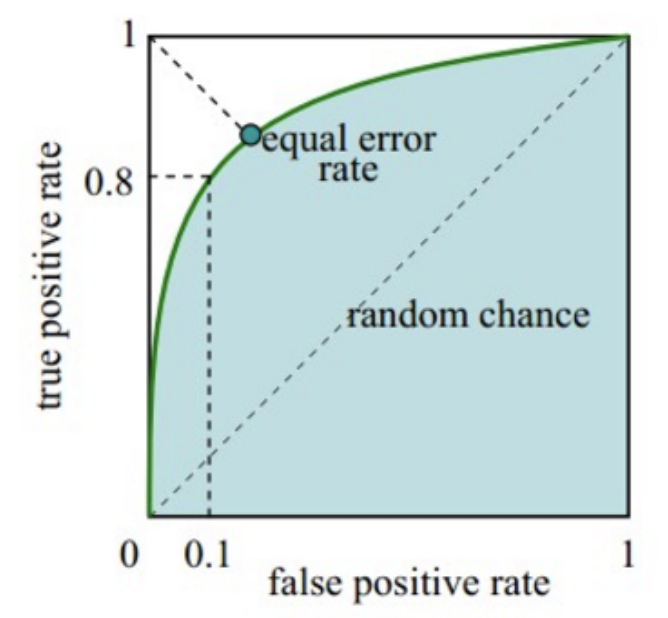 1
equal error
rate
0.8
true positive rate
random chance
0
0.1
1
false positive rate